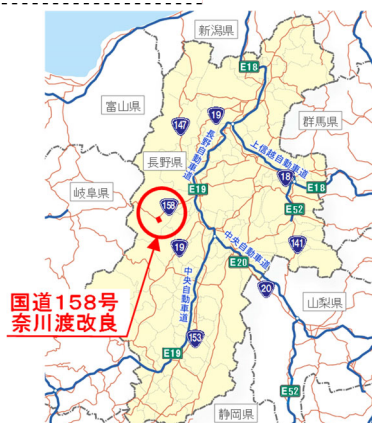 新潟県
E18
富山県
147
19
長野自動車道
群馬県
上信越自動車道
長野県
18
E18
岐阜県
158
E19
E52
19
中央自動車道
141
E20
国道158号
奈川渡改良
中央自動車道
20
山梨県
153
E19
E52
静岡県